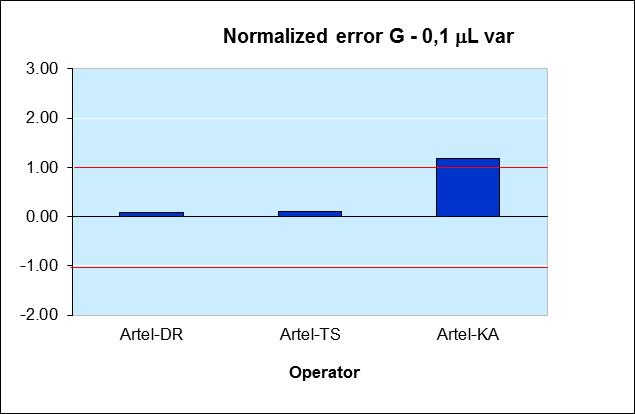 Normalized error G - 0,1 µL var
3.00
2.00
1.00
0.00
-1.00
-2.00
Artel-DR Artel-TS Artel-KA
Operator